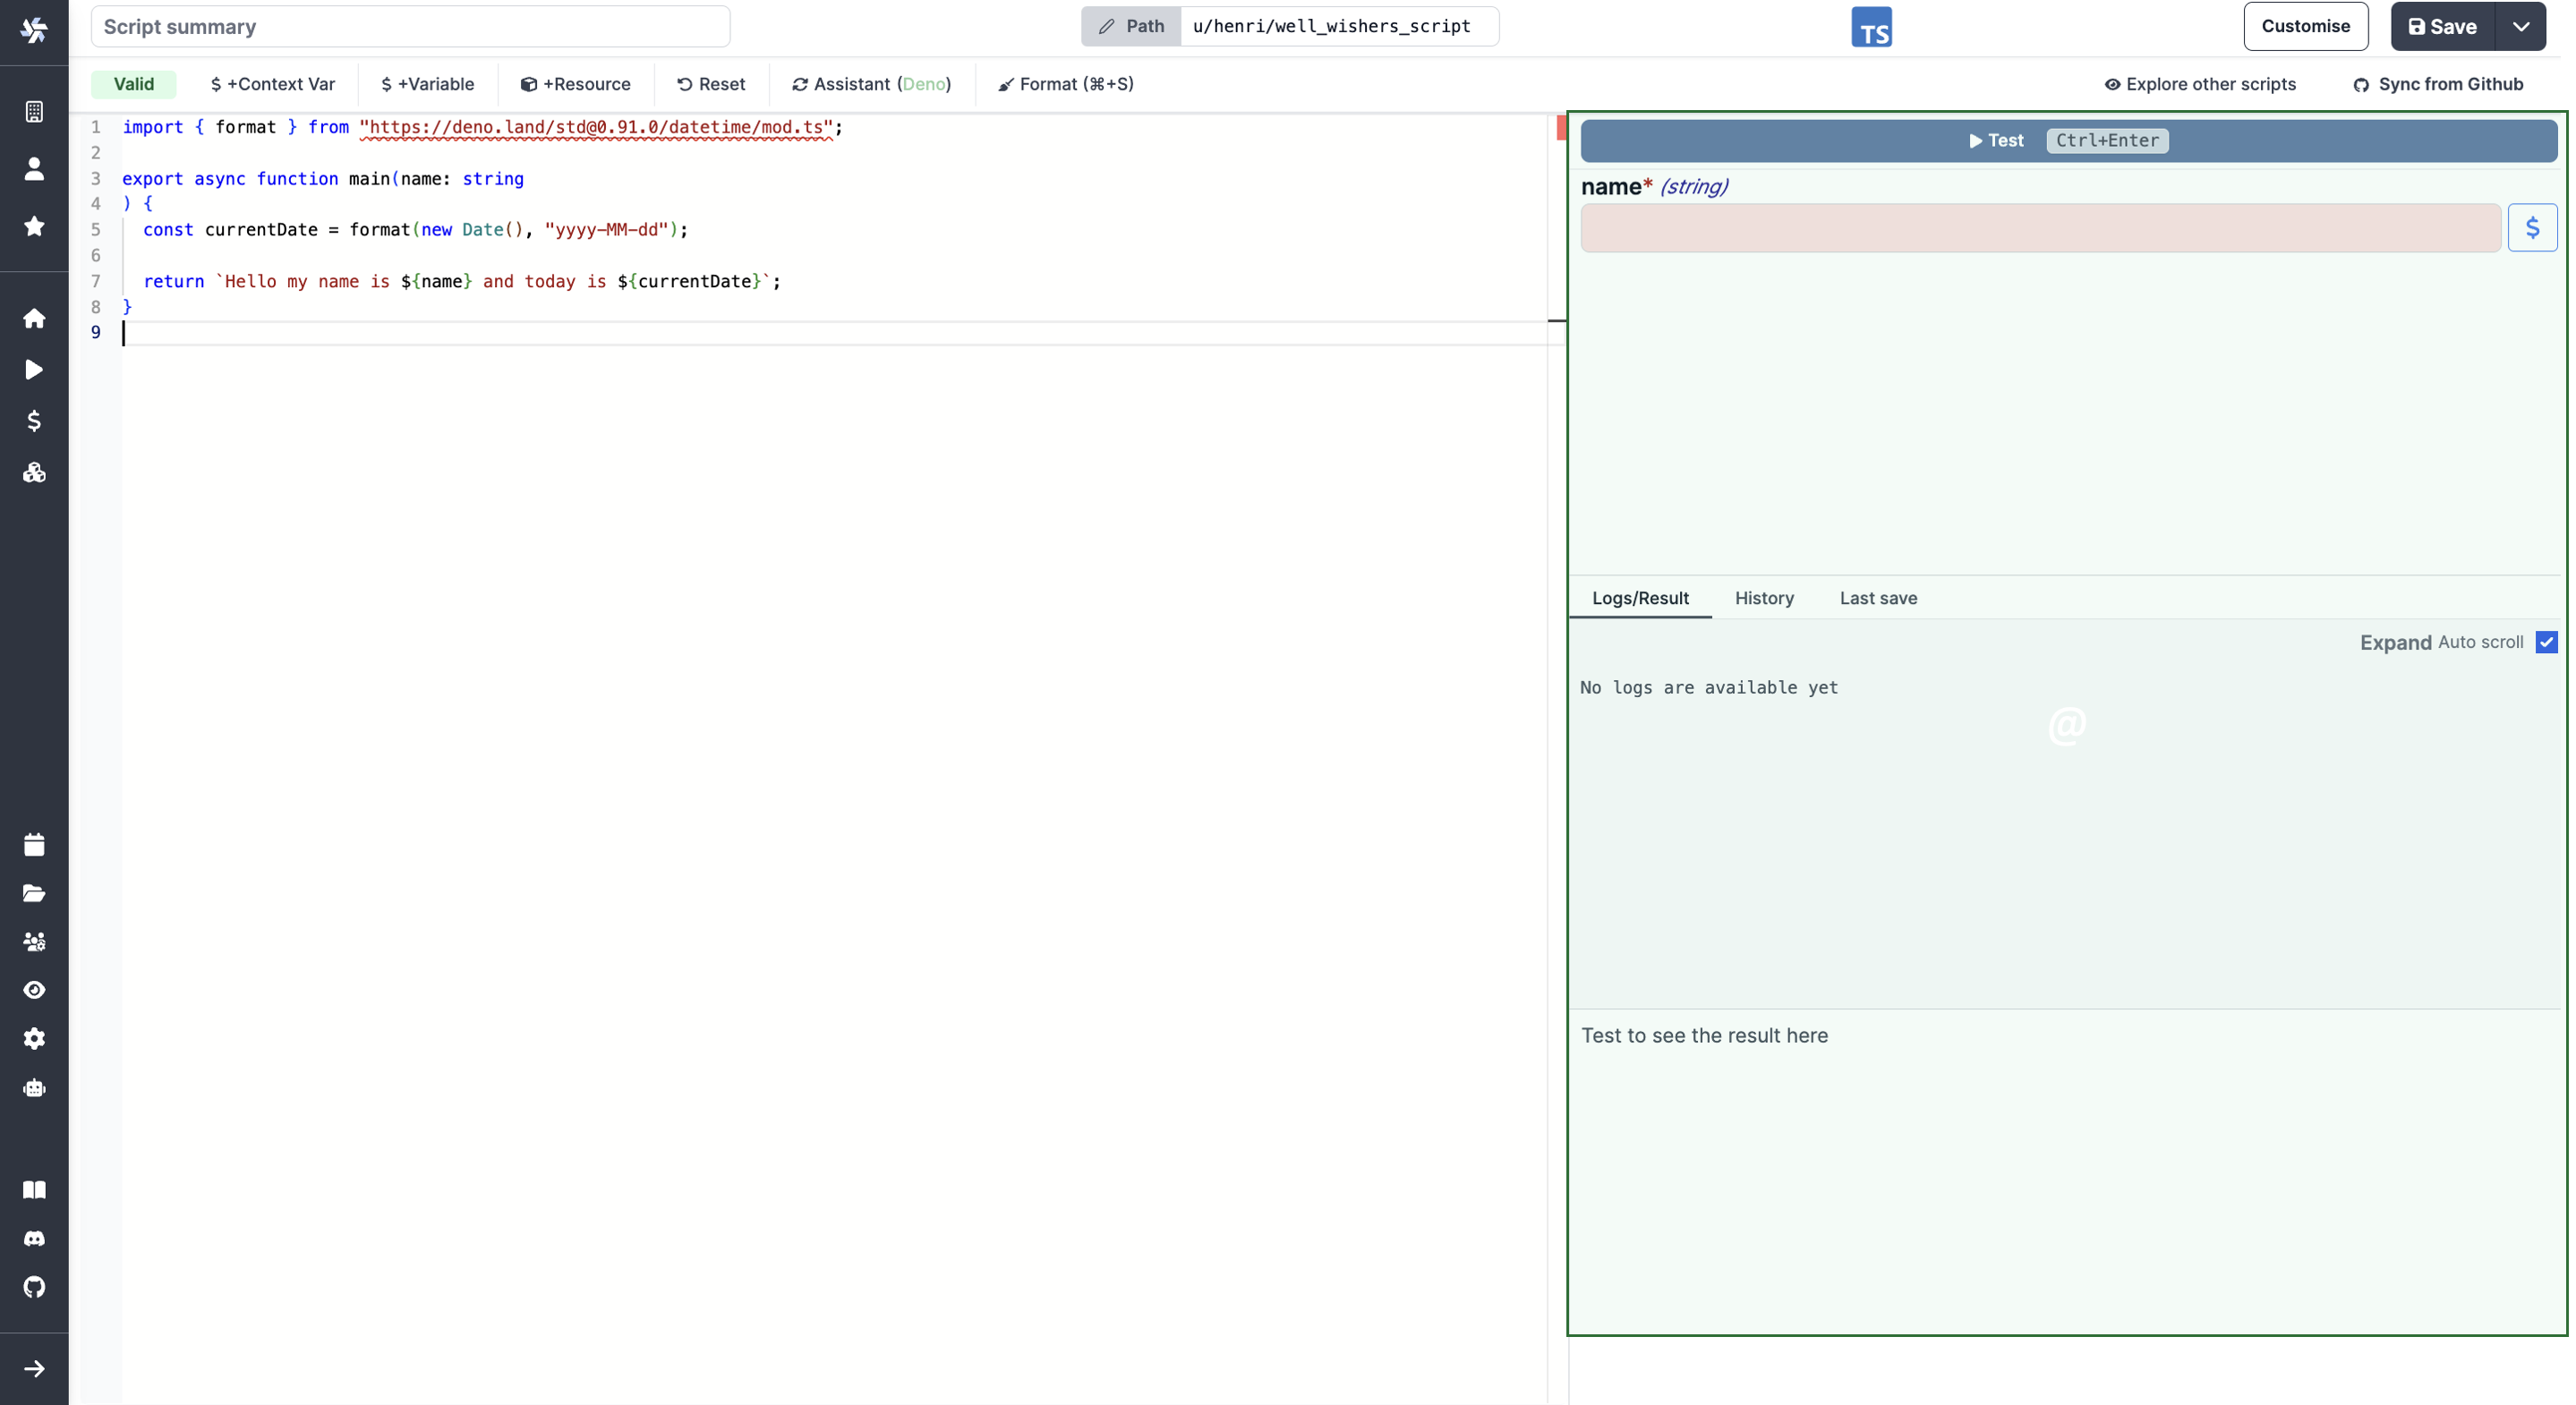 Script summary
Path u/henri/well_wishers_script
TS
Customise
Save
Valid
$ +Context Var
$ +Variable
+Resource
Reset
Assistant (Deno)
Format (⌘+S)
Explore other scripts
Sync from Github
1 import { format } from "https://deno.land/std@0.91.0/datetime/mod.ts";
2
3 export async function main(name: string
4 ) {
5 const currentDate = format(new Date(), "yyyy-MM-dd");
6
7 return `Hello my name is ${name} and today is ${currentDate}`;
8 }
9
Test Ctrl+Enter
name* (string)
$
Logs/Result History Last save
Expand Auto scroll
No logs are available yet
@
Test to see the result here